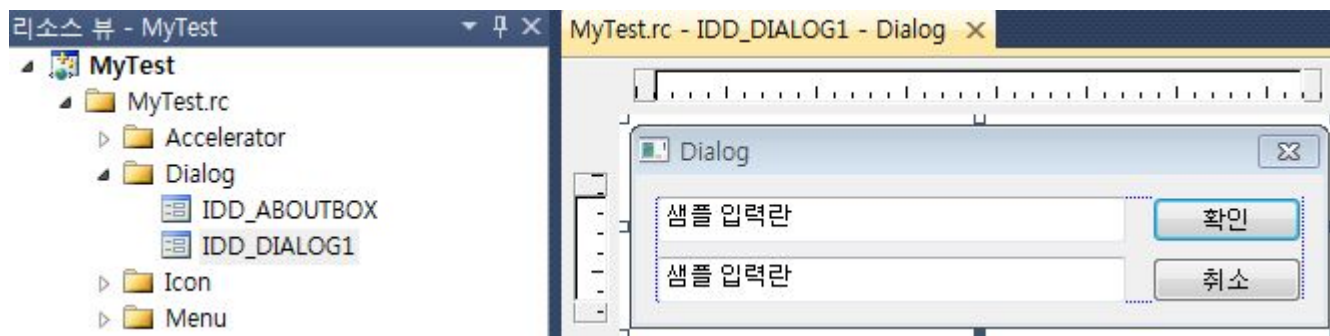 리소스 뷰 - MyTest
MyTest
MyTest.rc
Accelerator
Dialog
IDD_ABOUTBOX
IDD_DIALOG1
Icon
Menu
MyTest.rc - IDD_DIALOG1 - Dialog
Dialog
샘플 입력란
확인
샘플 입력란
취소